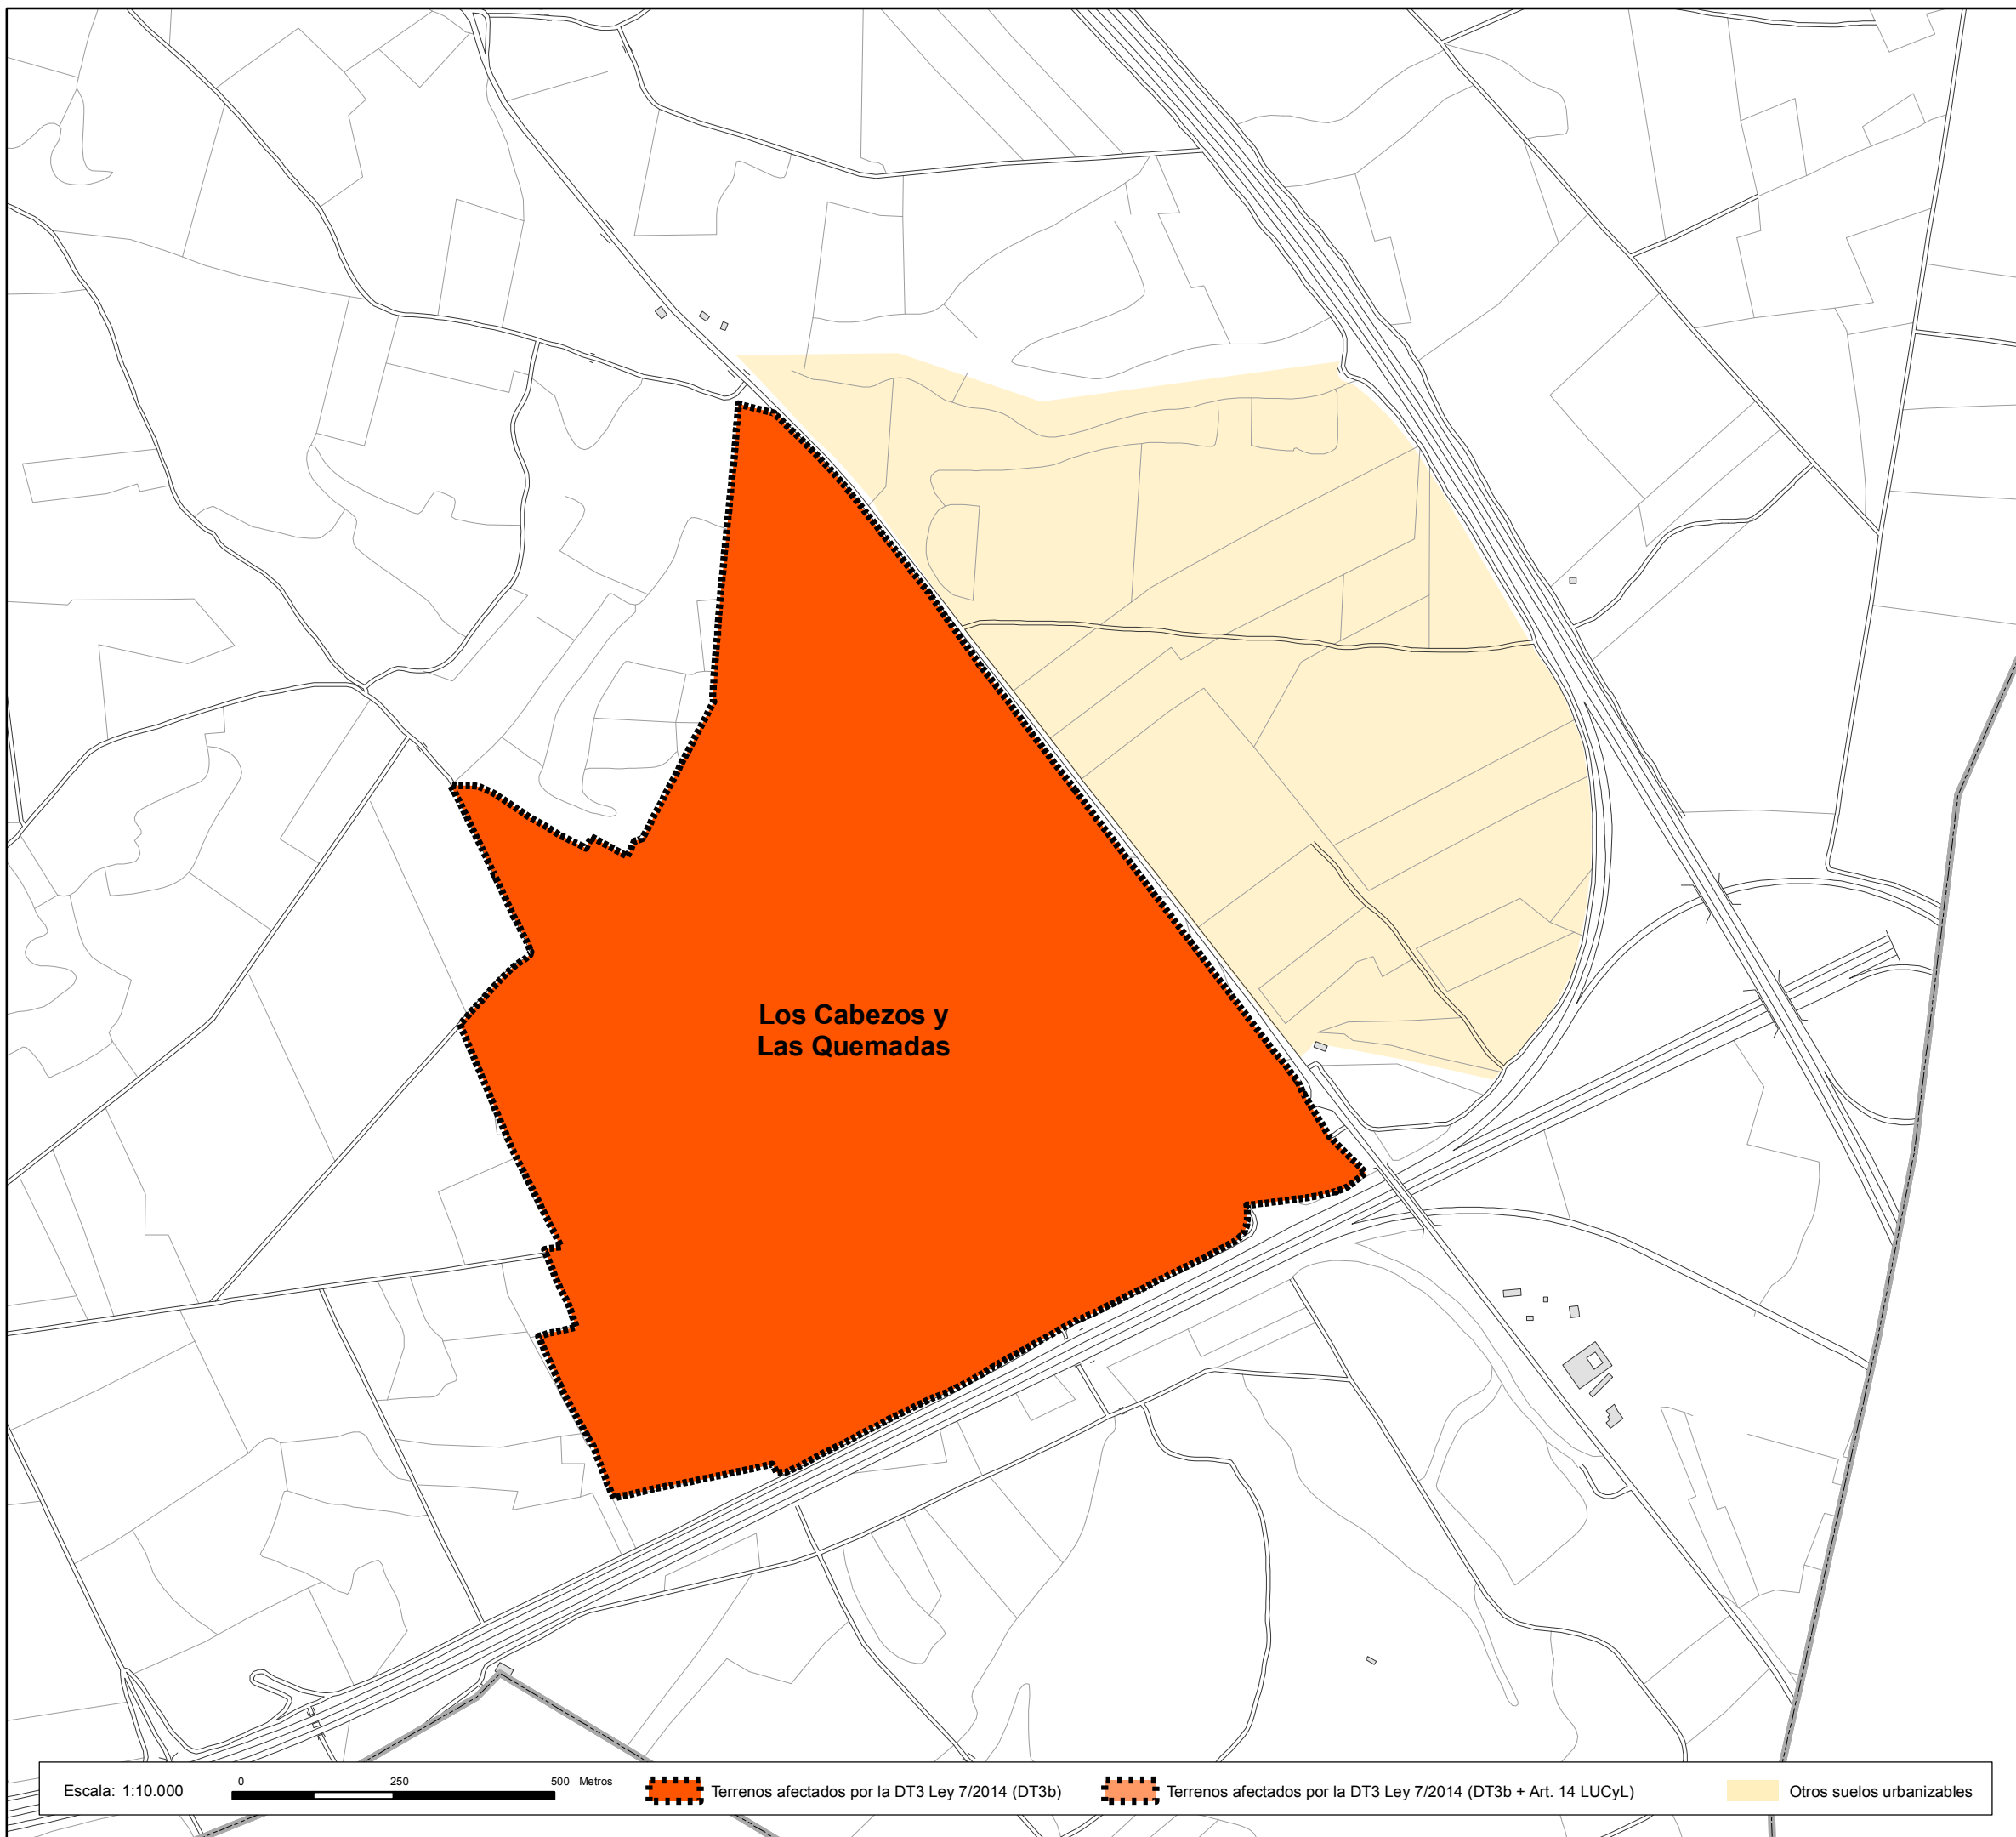 Los Cabezos y
Las Quemadas
Escala: 1:10.000
0 250 500 Metros
Terrenos afectados por la DT3 Ley 7/2014 (DT3b)
Terrenos afectados por la DT3 Ley 7/2014 (DT3b + Art. 14 LUCyL)
Otros suelos urbanizables